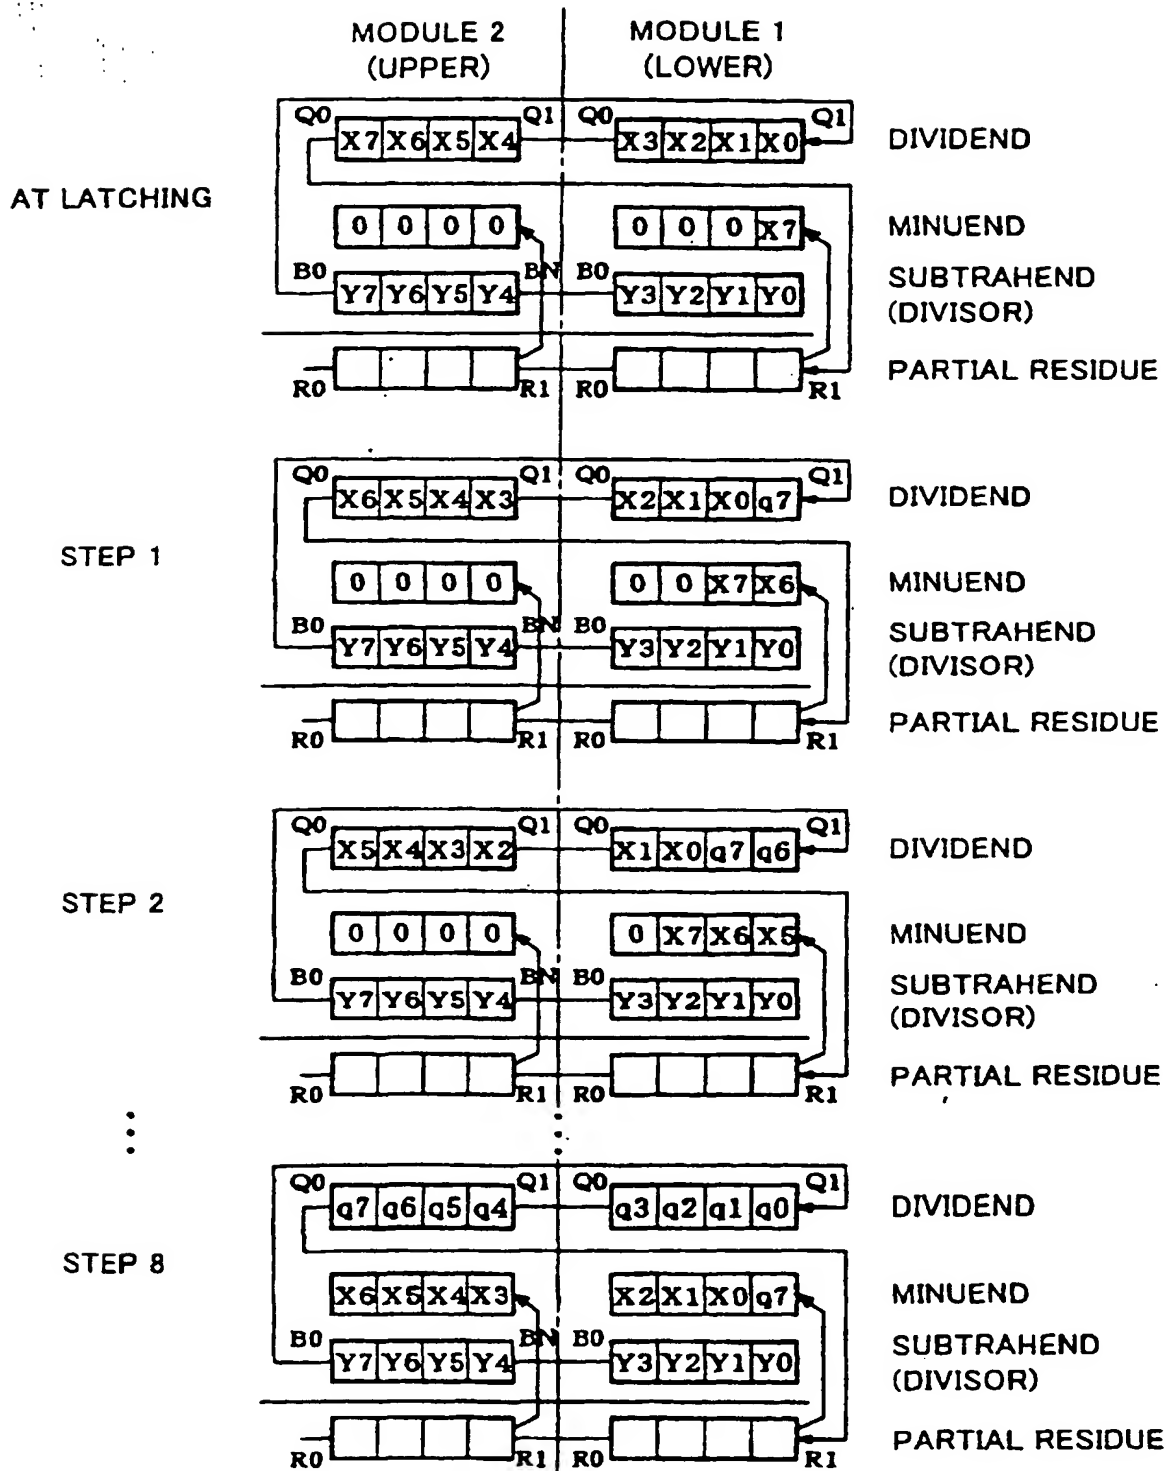 MODULE 2 MODULE 1
(UPPER) (LOWER)
Q0 Q1 Q0 Q1
X7 X6 X5 X4 X3 X2 X1 X0 DIVIDEND
AT LATCHING
0 0 0 0 0 0 0 X7 MINUEND
B0 BN B0 SUBTRAHEND
Y7 Y6 Y5 Y4 Y3 Y2 Y1 Y0 (DIVISOR)
PARTIAL RESIDUE
R0 R1 R0 R1
Q0 Q1 Q0 Q1
X6 X5 X4 X3 X2 X1 X0 q7 DIVIDEND
STEP 1
0 0 0 0 0 0 X7 X6 MINUEND
B0 BN B0 SUBTRAHEND
Y7 Y6 Y5 Y4 Y3 Y2 Y1 Y0 (DIVISOR)
PARTIAL RESIDUE
R0 R1 R0 R1
Q0 Q1 Q0 Q1
X5 X4 X3 X2 X1 X0 q7 q6 DIVIDEND
STEP 2
0 0 0 0 0 X7 X6 X5 MINUEND
B0 BN B0 SUBTRAHEND
Y7 Y6 Y5 Y4 Y3 Y2 Y1 Y0 (DIVISOR)
PARTIAL RESIDUE
R0 R1 R0 R1
Q0 Q1 Q0 Q1
q7 q6 q5 q4 q3 q2 q1 q0 DIVIDEND
STEP 8
X6 X5 X4 X3 X2 X1 X0 q7 MINUEND
B0 BN B0 SUBTRAHEND
Y7 Y6 Y5 Y4 Y3 Y2 Y1 Y0 (DIVISOR)
PARTIAL RESIDUE
R0 R1 R0 R1